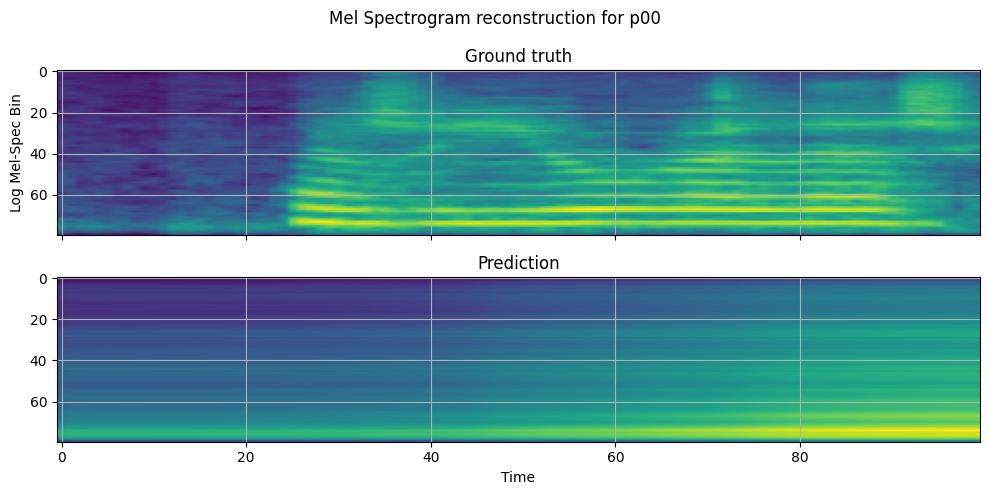 Mel Spectrogram reconstruction for p00
Ground truth
Log Mel-Spec Bin
0
20
40
60
Prediction
0
20
40
60
0 20 40 60 80
Time